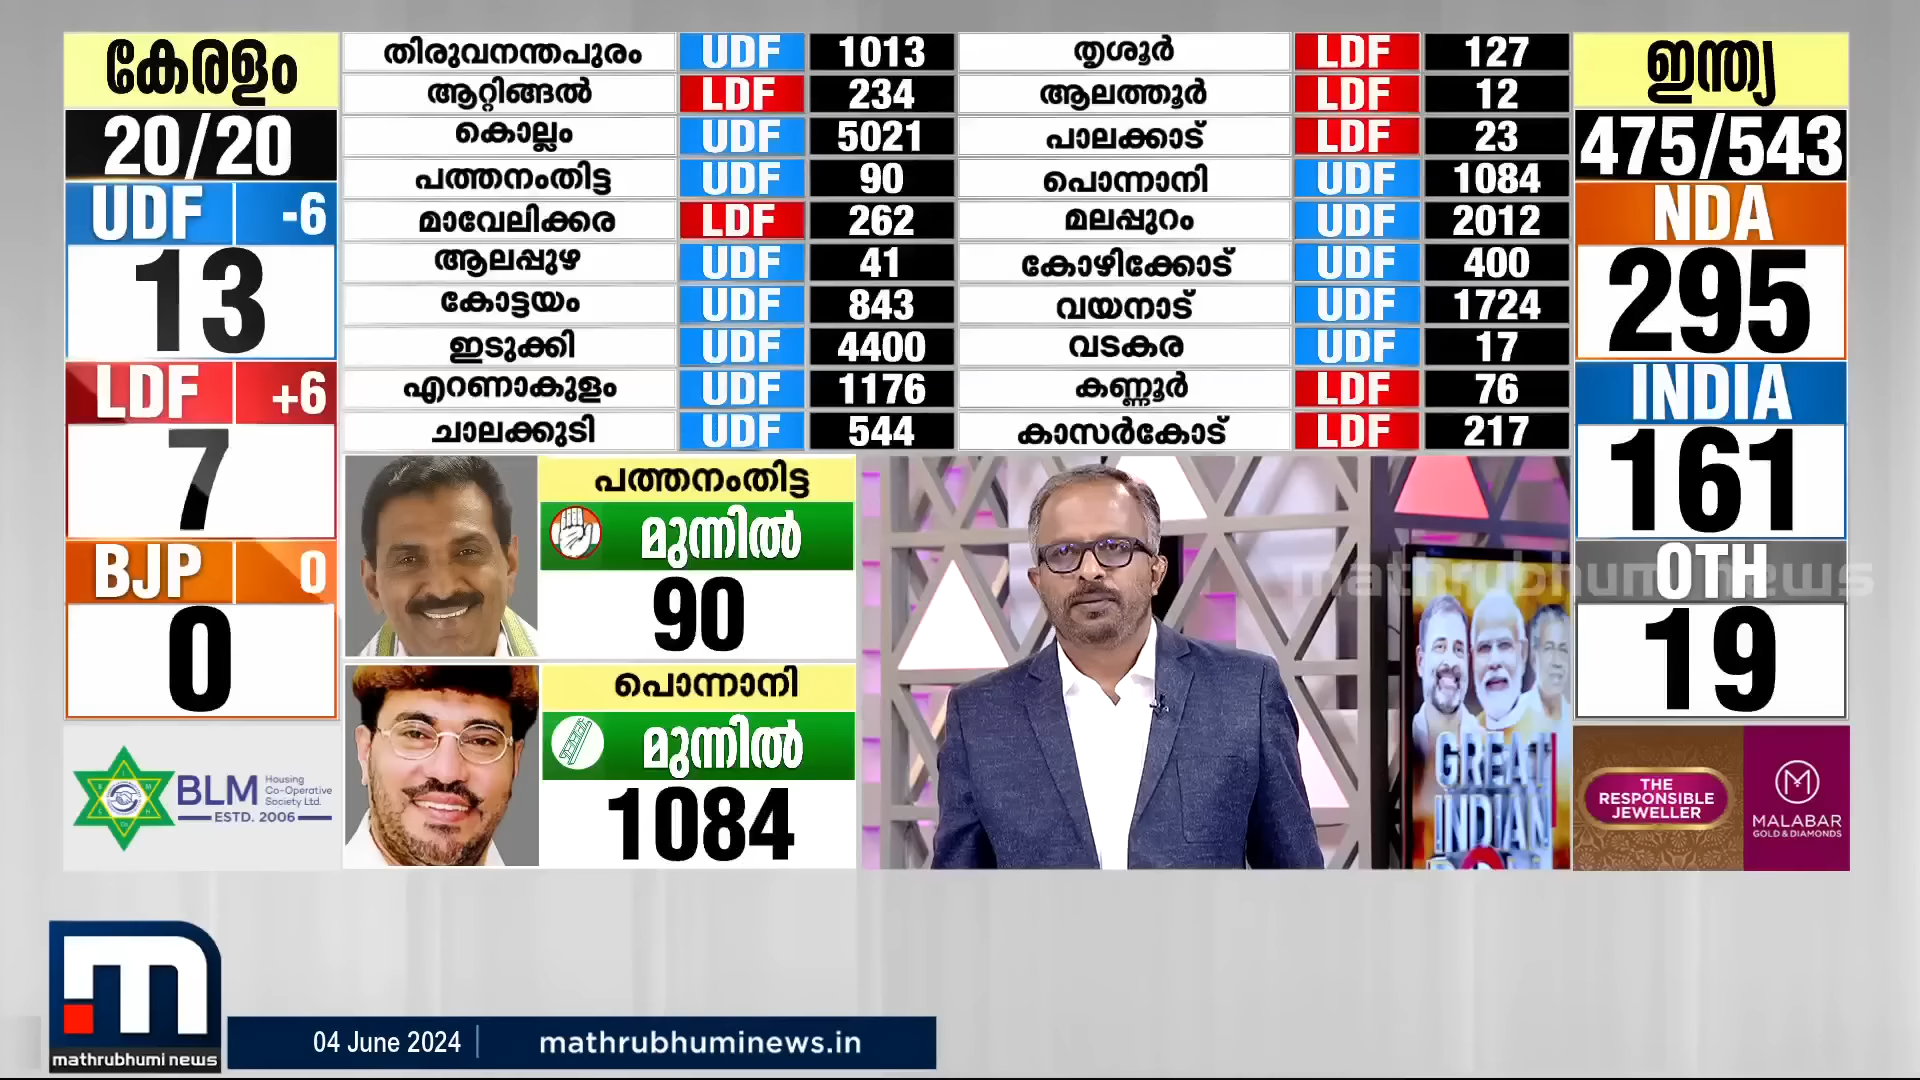 കേരളം
20/20
UDF -6
13
LDF +6
7
BJP 0
0
തിരുവനന്തപുരം UDF 1013
ആറ്റിങ്ങൽ LDF 234
കൊല്ലം UDF 5021
പത്തനംതിട്ട UDF 90
മാവേലിക്കര LDF 262
ആലപ്പുഴ UDF 41
കോട്ടയം UDF 843
ഇടുക്കി UDF 4400
എറണാകുളം UDF 1176
ചാലക്കുടി UDF 544
തൃശൂർ LDF 127
ആലത്തൂർ LDF 12
പാലക്കാട് LDF 23
പൊന്നാനി UDF 1084
മലപ്പുറം UDF 2012
കോഴിക്കോട് UDF 400
വയനാട് UDF 1724
വടകര UDF 17
കണ്ണൂർ LDF 76
കാസർകോട് LDF 217
ഇന്ത്യ
475/543
NDA
295
INDIA
161
OTH
19
പത്തനംതിട്ട
മുന്നിൽ
90
പൊന്നാനി
മുന്നിൽ
1084
mathrubhumi news
GREAT
INDIAN
BLM
Housing
Co-Operative
Society Ltd.
ESTD. 2006
THE
RESPONSIBLE
JEWELLER
MALABAR
GOLD & DIAMONDS
mathrubhumi news
04 June 2024
mathrubhuminews.in